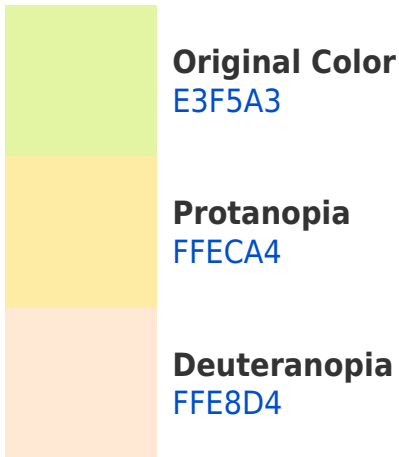 Original Color
E3F5A3
Protanopia
FFECA4
Deuteranopia
FFE8D4